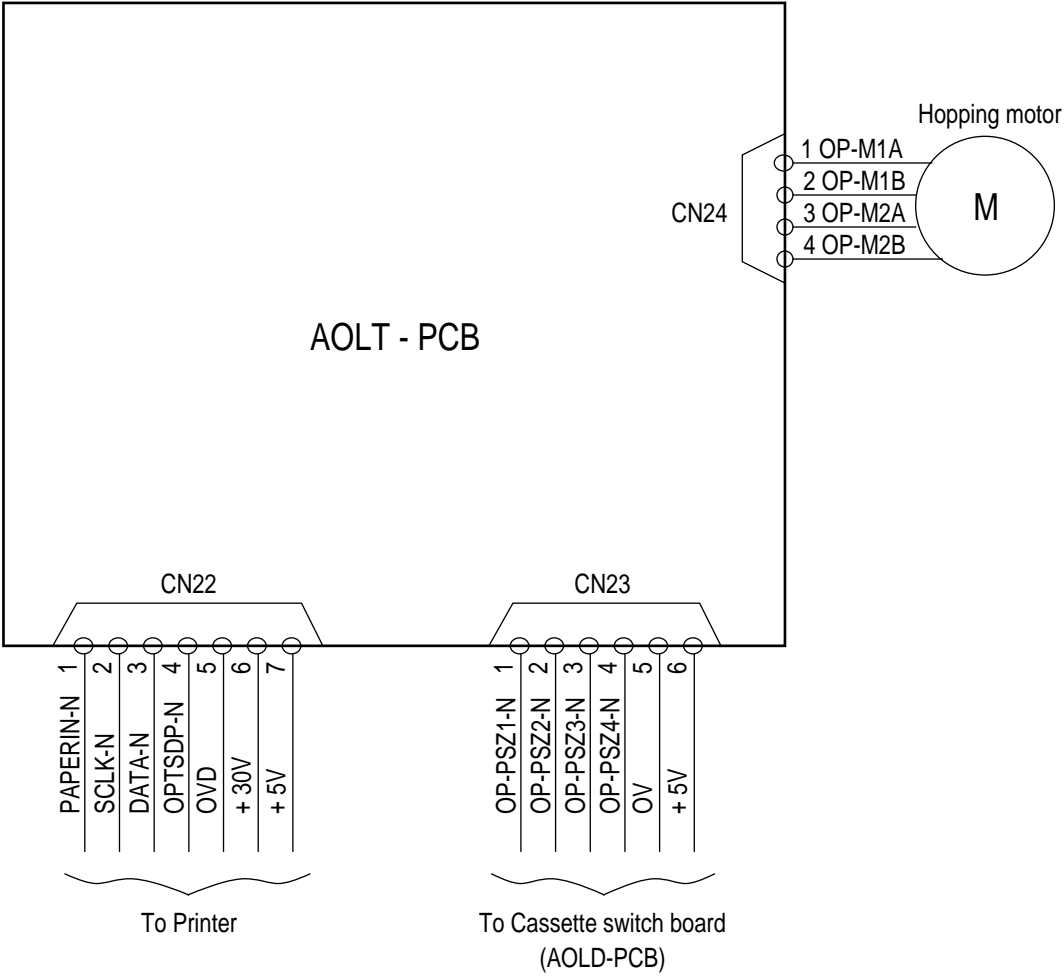 Hopping motor
1 OP-M1A
2 OP-M1B
3 OP-M2A
4 OP-M2B
M
CN24
AOLT - PCB
CN22
1 PAPERIN-N
2 SCLK-N
3 DATA-N
4 OPTSDP-N
5 OVD
6 + 30V
7 + 5V
To Printer
CN23
1 OP-PSZ1-N
2 OP-PSZ2-N
3 OP-PSZ3-N
4 OP-PSZ4-N
5 OV
6 + 5V
To Cassette switch board
(AOLD-PCB)